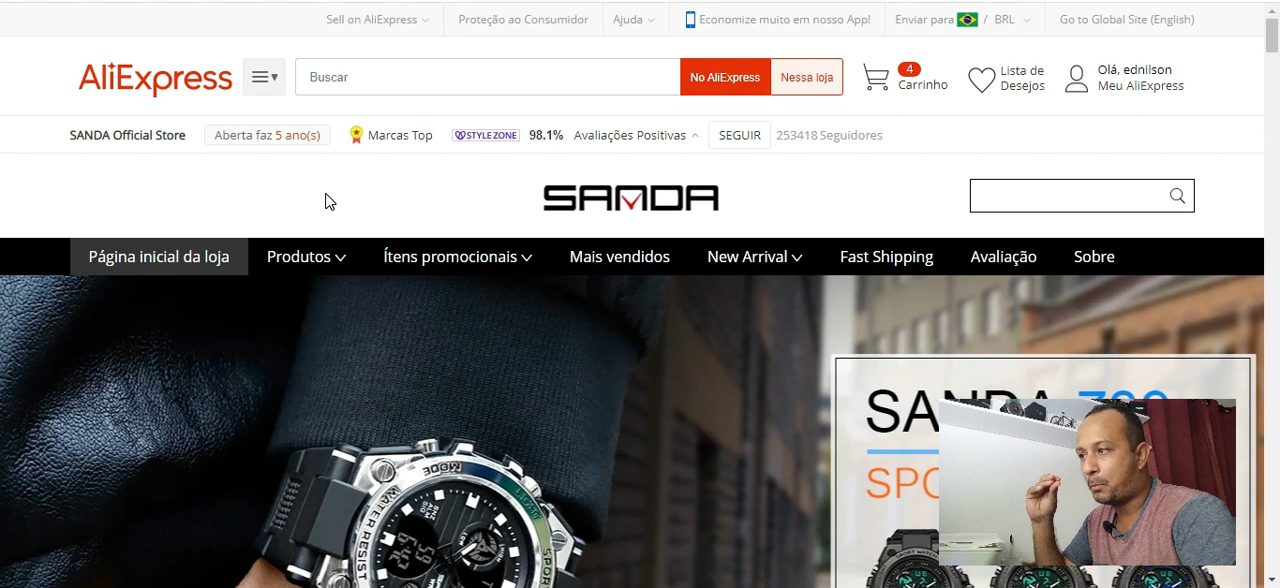 Sell on AliExpress
Proteção ao Consumidor
Ajuda
Economize muito em nosso App!
Enviar para / BRL
Go to Global Site (English)
AliExpress
Buscar
No AliExpress
Nessa loja
4
Carrinho
Lista de
Desejos
Olá, ednilson
Meu AliExpress
SANDA Official Store
Aberta faz 5 ano(s)
Marcas Top
STYLE ZONE
98.1% Avaliações Positivas
SEGUIR
253418 Seguidores
SANDA
Página inicial da loja
Produtos
Ítens promocionais
Mais vendidos
New Arrival
Fast Shipping
Avaliação
Sobre
MODE
WATER RESIST
SPOR
SANDA
SPO